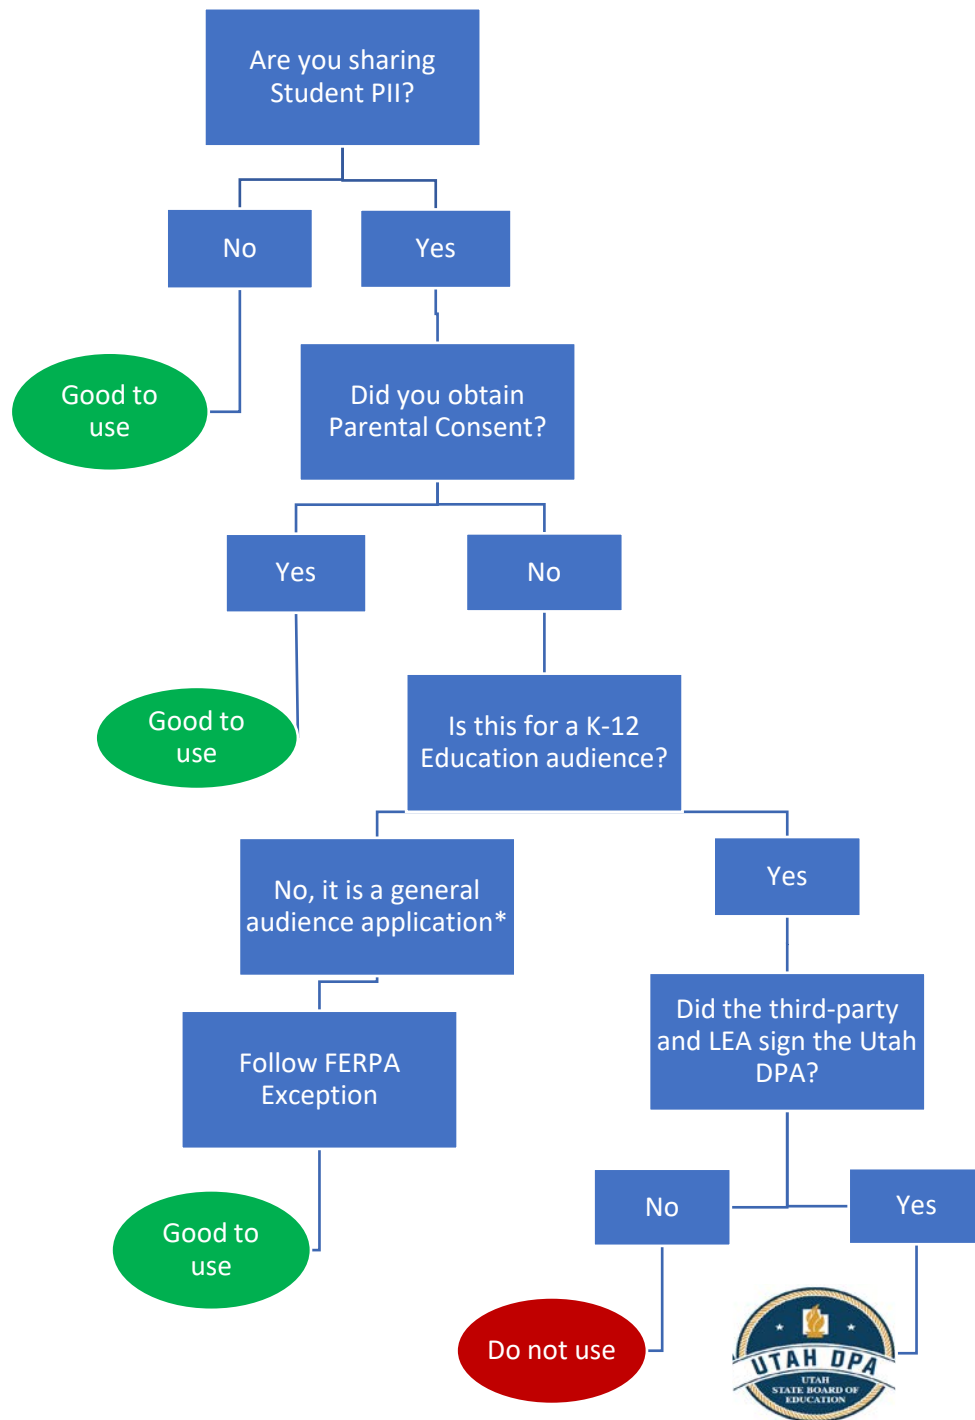 Are you sharing
Student PII?
No
Yes
Good to
use
Did you obtain
Parental Consent?
Yes
No
Good to
use
Is this for a K-12
Education audience?
No, it is a general
audience application*
Yes
Follow FERPA
Exception
Did the third-party
and LEA sign the Utah
DPA?
Good to
use
No
Yes
Do not use
UTAH DPA
UTAH
STATE BOARD OF
EDUCATION